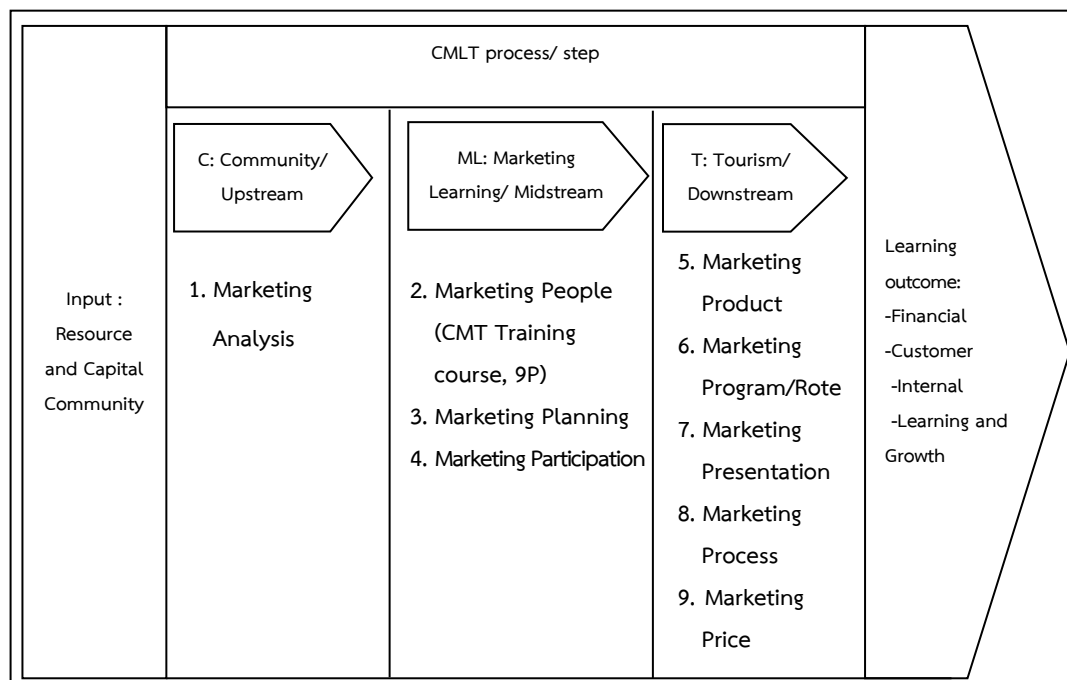 CMLT process/ step
Input :
Resource
and Capital
Community
C: Community/
Upstream
1. Marketing
Analysis
ML: Marketing
Learning/ Midstream
2. Marketing People
(CMT Training
course, 9P)
3. Marketing Planning
4. Marketing Participation
T: Tourism/
Downstream
5. Marketing
Product
6. Marketing
Program/Rote
7. Marketing
Presentation
8. Marketing
Process
9. Marketing
Price
Learning
outcome:
-Financial
-Customer
-Internal
-Learning and
Growth